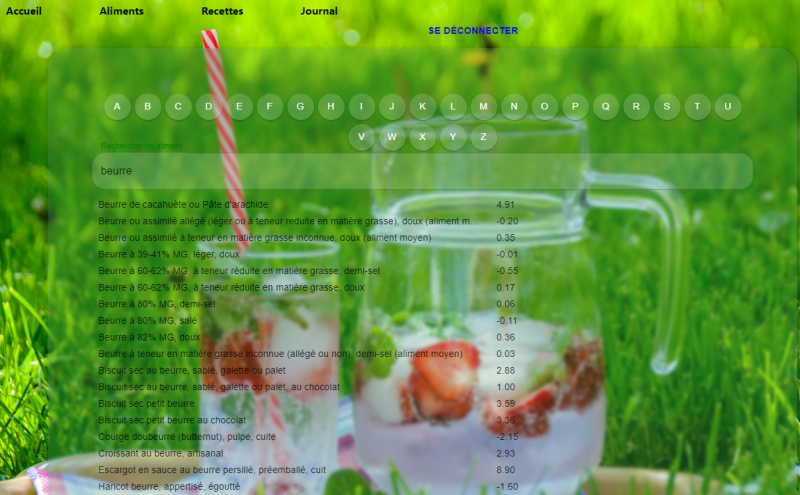 Accueil Aliments Recettes Journal
SE DÉCONNECTER
A B C D E F G H I J K L M N O P Q R S T U
V W X Y Z
Rechercher un aliment
beurre
Beurre de cacahuète ou Pâte d'arachide 4.91
Beurre ou assimilé allégé (léger ou à teneur réduite en matière grasse), doux (aliment m... -0.20
Beurre ou assimilé à teneur en matière grasse inconnue, doux (aliment moyen) 0.35
Beurre à 39-41% MG, léger, doux -0.01
Beurre à 60-62% MG, à teneur réduite en matière grasse, demi-sel -0.55
Beurre à 60-62% MG, à teneur réduite en matière grasse, doux 0.17
Beurre à 80% MG, demi-sel 0.06
Beurre à 80% MG, salé -0.11
Beurre à 82% MG, doux 0.36
Beurre à teneur en matière grasse inconnue (allégé ou non), demi-sel (aliment moyen) 0.03
Biscuit sec au beurre, sablé, galette ou palet 2.88
Biscuit sec au beurre, sablé, galette ou palet, au chocolat 1.00
Biscuit sec petit beurre 3.59
Biscuit sec petit beurre au chocolat 3.36
Courge doubeurre (butternut), pulpe, cuite -2.15
Croissant au beurre, artisanal 2.93
Escargot en sauce au beurre persillé, préemballé, cuit 8.90
Haricot beurre, appertisé, égoutté -1.60